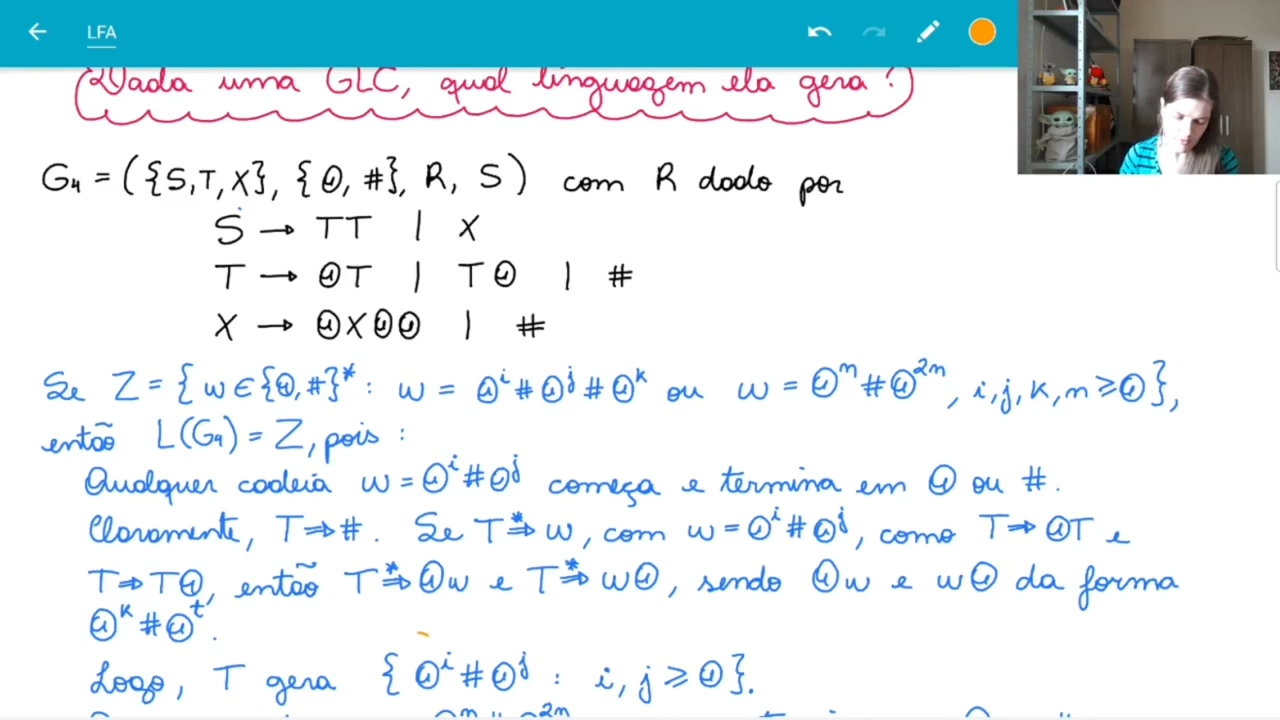 LFA
Dada uma GLC, qual linguagem ela gera?
G₄ = ({S,T,X}, {0, #}, R, S) com R dado por
S → TT | X
T → 0T | T0 | #
X → 0X00 | #
Se Z = {w ∈ {0,#}* : w = 0ⁱ#0ʲ#0ᵏ ou w = 0ⁿ#0²ⁿ, i,j,k,n ≥ 0},
então L(G₄) = Z, pois :
Qualquer cadeia w = 0ⁱ#0ʲ começa e termina em 0 ou #.
Claramente, T ⇒ #. Se T ⇒* w, com w = 0ⁱ#0ʲ, como T ⇒ 0T e
T ⇒ T0, então T ⇒* 0w e T ⇒* w0, sendo 0w e w0 da forma
0ᵏ#0ᵗ.
Logo, T gera {0ⁱ#0ʲ : i, j ≥ 0}.